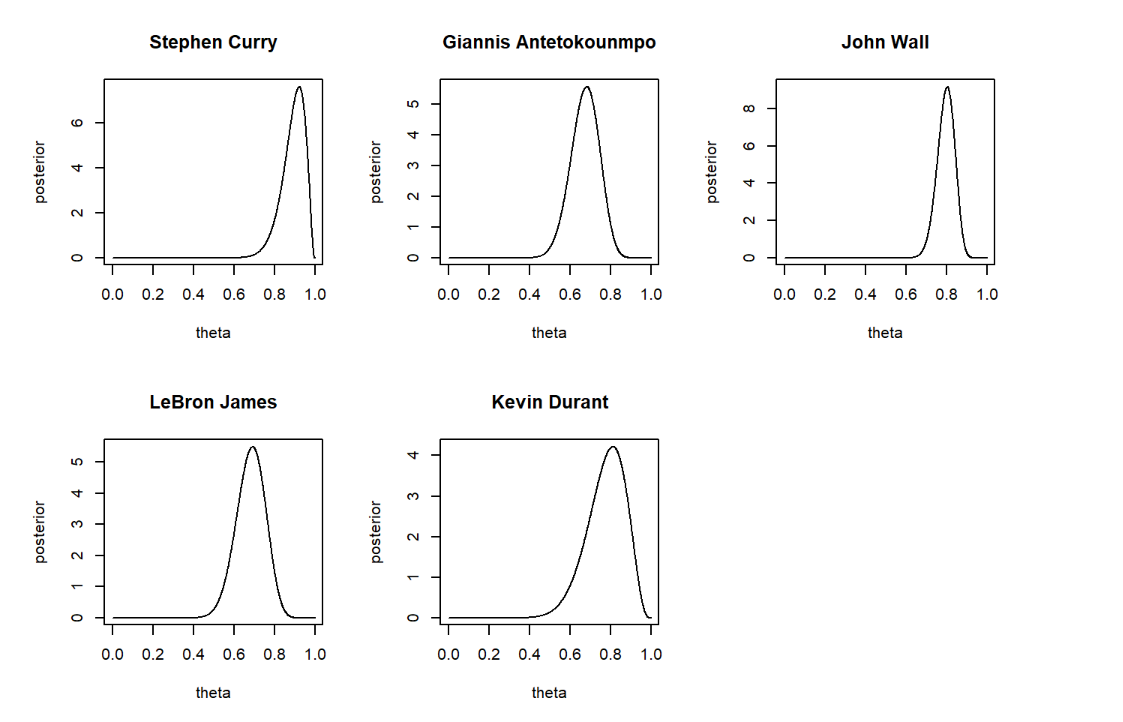 Stephen Curry
posterior
6
4
2
0
0.0 0.2 0.4 0.6 0.8 1.0
theta
Giannis Antetokounmpo
posterior
5
4
3
2
1
0
0.0 0.2 0.4 0.6 0.8 1.0
theta
John Wall
posterior
8
6
4
2
0
0.0 0.2 0.4 0.6 0.8 1.0
theta
LeBron James
posterior
5
4
3
2
1
0
0.0 0.2 0.4 0.6 0.8 1.0
theta
Kevin Durant
posterior
4
3
2
1
0
0.0 0.2 0.4 0.6 0.8 1.0
theta